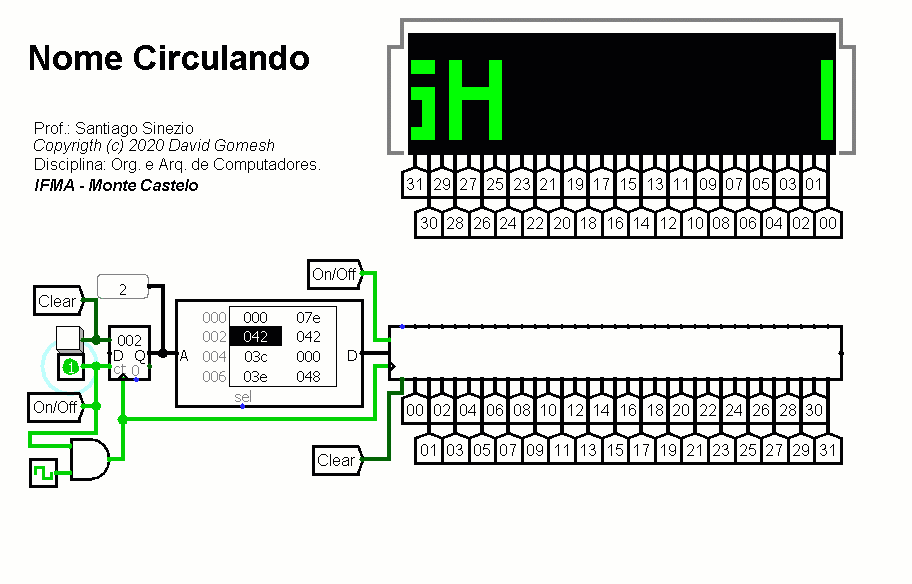 Nome Circulando
GH
Prof.: Santiago Sinezio
Copyrigth (c) 2020 David Gomesh
Disciplina: Org. e Arq. de Computadores.
IFMA - Monte Castelo
31 29 27 25 23 21 19 17 15 13 11 09 07 05 03 01
30 28 26 24 22 20 18 16 14 12 10 08 06 04 02 00
On/Off
Clear
2
000 000 07e
002 042 042
004 03c 000
006 03e 048
A
D
sel
002
D Q
ct 0
1
On/Off
Clear
00 02 04 06 08 10 12 14 16 18 20 22 24 26 28 30
01 03 05 07 09 11 13 15 17 19 21 23 25 27 29 31